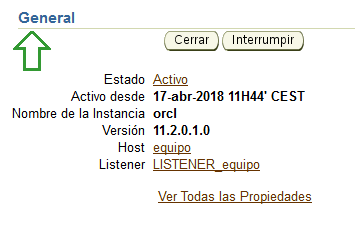 General
Cerrar Interrumpir
Estado Activo
Activo desde 17-abr-2018 11H44' CEST
Nombre de la Instancia orcl
Versión 11.2.0.1.0
Host equipo
Listener LISTENER_equipo
Ver Todas las Propiedades